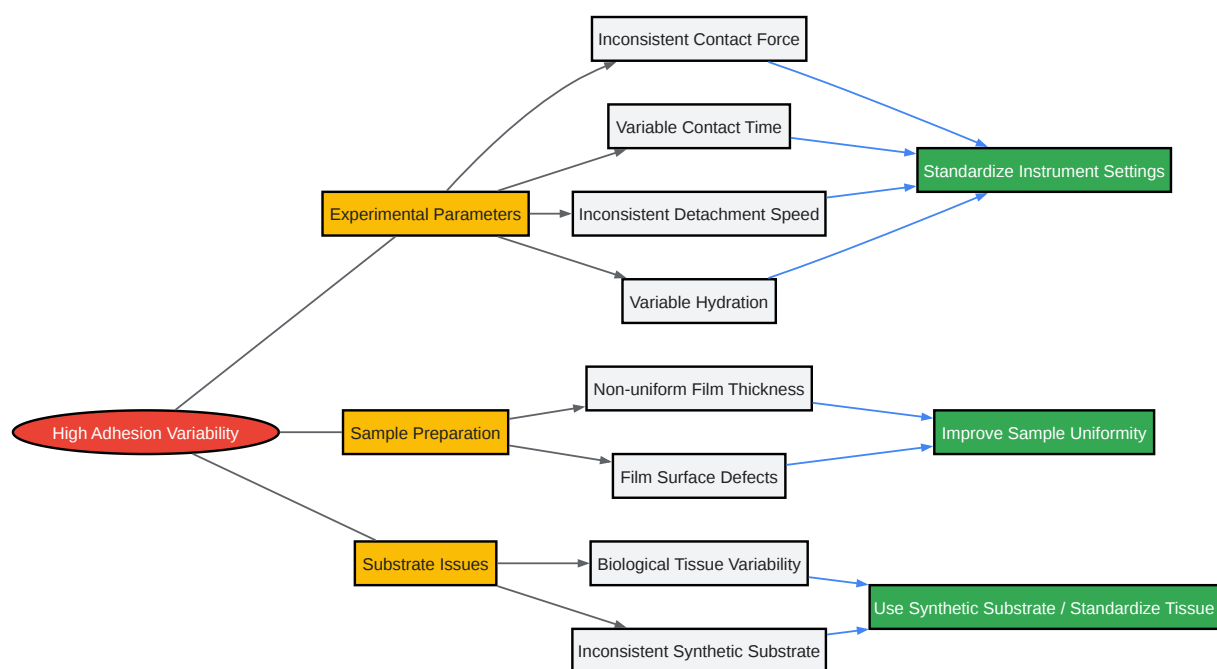 Inconsistent Contact Force
Variable Contact Time
Standardize Instrument Settings
Experimental Parameters
Inconsistent Detachment Speed
Variable Hydration
Non-uniform Film Thickness
High Adhesion Variability
Sample Preparation
Improve Sample Uniformity
Film Surface Defects
Substrate Issues
Biological Tissue Variability
Use Synthetic Substrate / Standardize Tissue
Inconsistent Synthetic Substrate